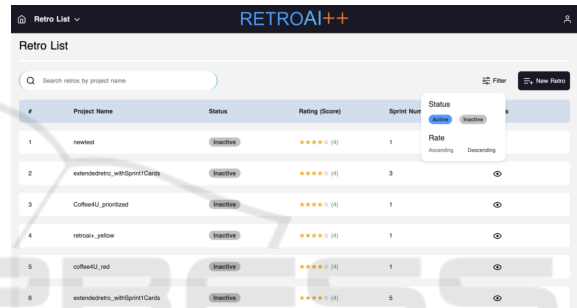 Retro List
RETROAI++
Retro List
Search retros by project name
Filter
New Retro
# Project Name Status Rating (Score) Sprint Num s
Status
Active Inactive
Rate
Ascending Descending
1 newtest Inactive (4) 1
2 extendedretro_withSprint1Cards Inactive (4) 3
3 Coffee4U_prioritized Inactive (4) 1
4 retroai+_yellow Inactive (4) 1
5 coffee4U_red Inactive (4) 1
6 extendedretro_withSprint1Cards Inactive (4) 5